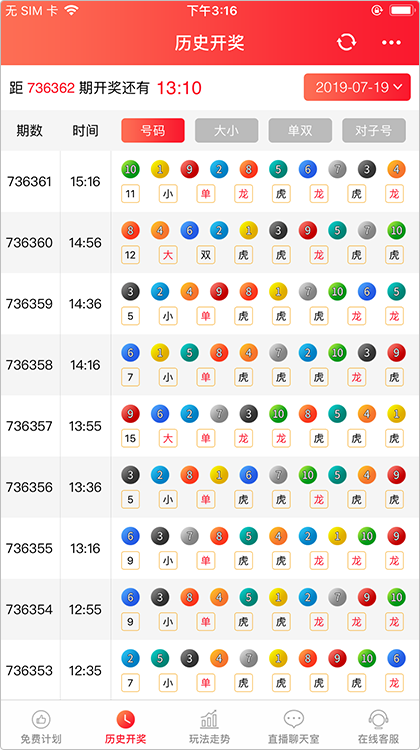 无 SIM 卡 下午3:16
历史开奖
距 736362 期开奖还有 13:10 2019-07-19
期数 时间 号码 大小 单双 对子号
10 1 9 2 8 5 6 7 3 4
736361 15:16
11 小 单 龙 虎 龙 虎 龙
8 4 6 2 1 3 9 5 7 10
736360 14:56
12 大 双 虎 虎 龙 虎 虎
3 2 4 9 8 1 7 10 6 5
736359 14:36
5 小 单 虎 虎 虎 龙 龙
6 1 5 8 4 7 2 10 3 9
736358 14:16
7 小 单 虎 虎 虎 龙 虎
9 6 2 7 3 10 8 5 4 1
736357 13:55
15 大 单 龙 龙 虎 虎 虎
3 2 8 1 6 7 10 5 4 9
736356 13:36
5 小 单 虎 虎 龙 虎 虎
6 3 7 8 5 4 2 1 10 9
736355 13:16
9 小 单 虎 虎 龙 龙 龙
6 3 8 4 5 1 2 7 9 10
736354 12:55
9 小 单 虎 虎 龙 龙 龙
2 5 3 4 7 8 1 9 10 6
736353 12:35
7 小 单 虎 虎 虎 虎 龙
免费计划 历史开奖 玩法走势 直播聊天室 在线客服